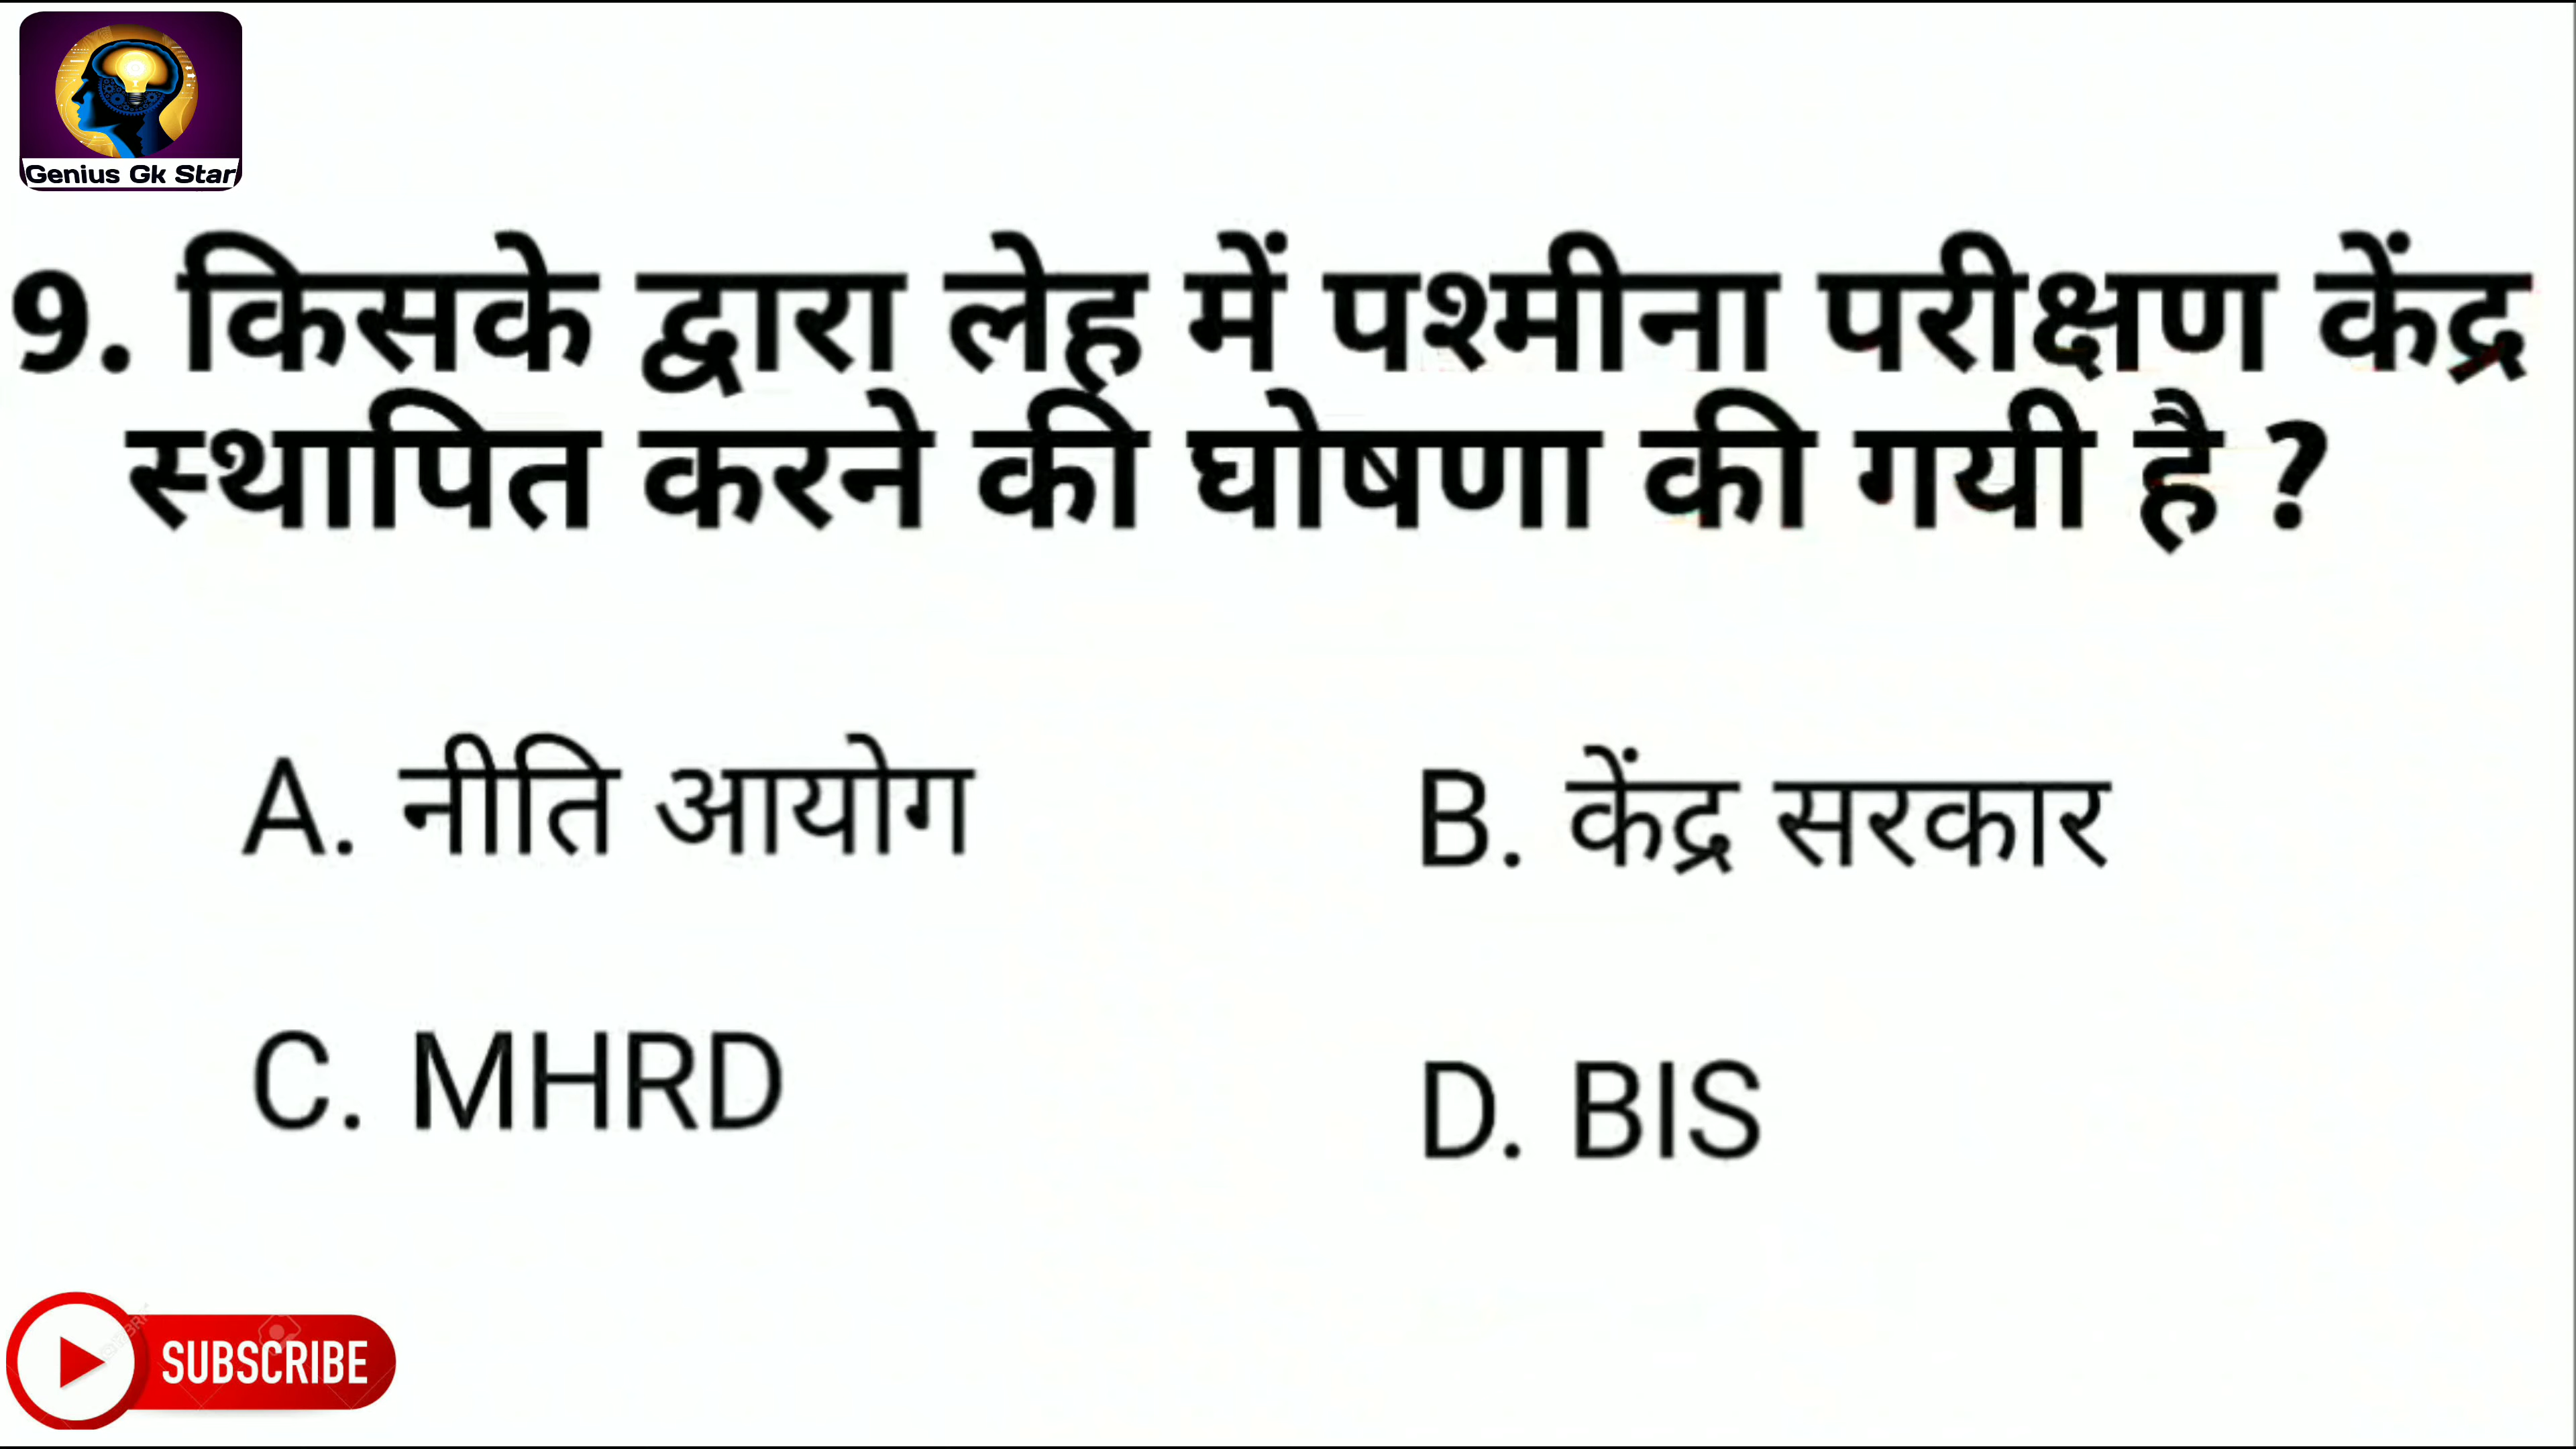 Genius Gk Star
9. किसके द्वारा लेह में पश्मीना परीक्षण केंद्र
स्थापित करने की घोषणा की गयी है ?
A. नीति आयोग
B. केंद्र सरकार
C. MHRD
D. BIS
SUBSCRIBE